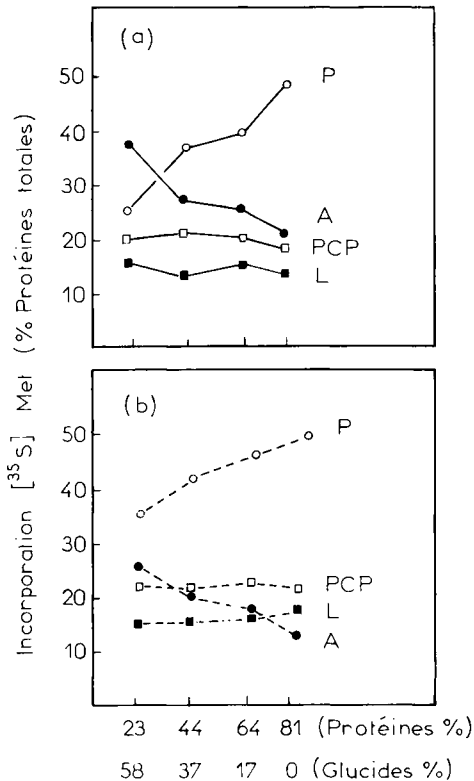 (a)
50
40
30
20
10
P
A
PCP
L
Incorporation [³⁵S] Met (% Protéines totales)
(b)
50
40
30
20
10
P
PCP
L
A
23 44 64 81 (Protéines %)
58 37 17 0 (Glucides %)